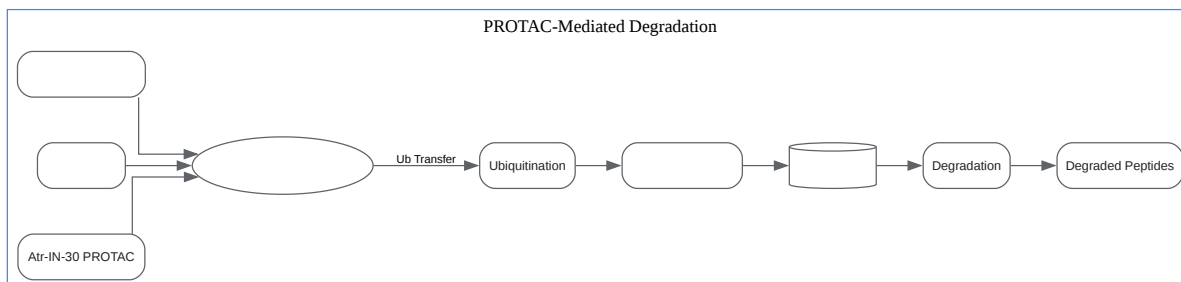 PROTAC-Mediated Degradation
Ub Transfer
Ubiquitination
Degradation
Degraded Peptides
Atr-IN-30 PROTAC